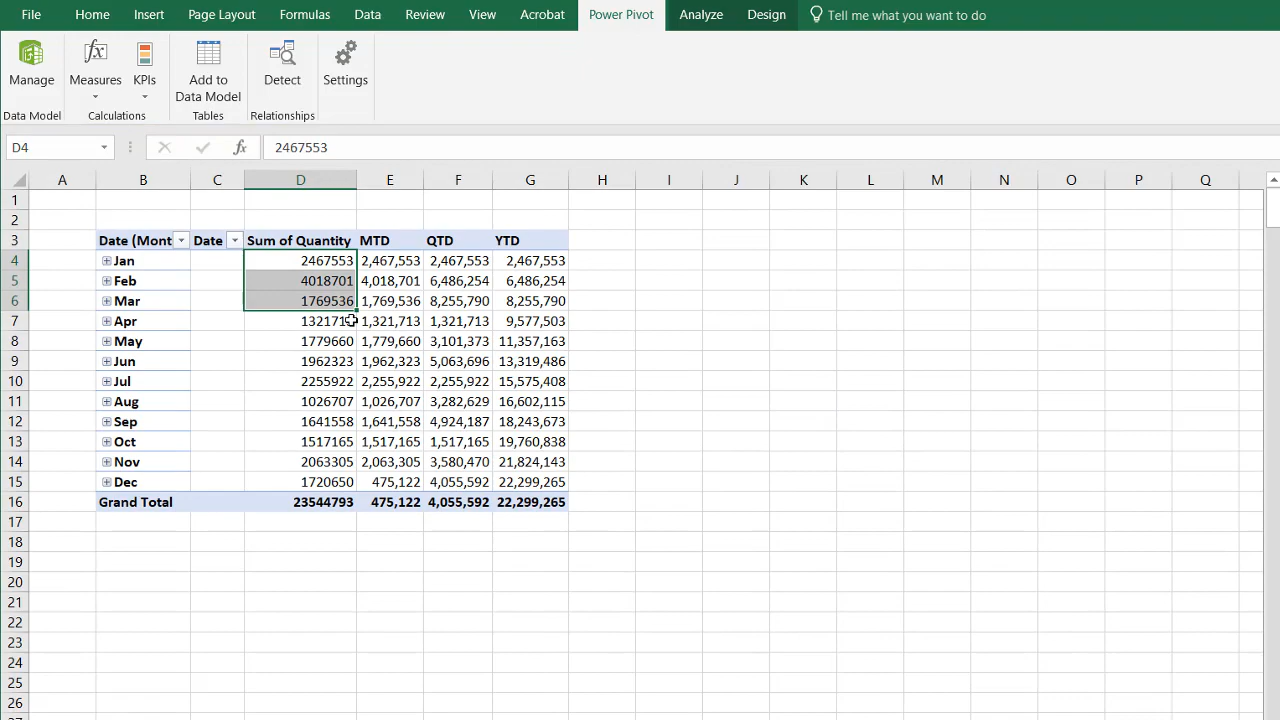 File Home Insert Page Layout Formulas Data Review View Acrobat Power Pivot Analyze Design Tell me what you want to do
Manage Measures KPIs Add to Data Model Detect Settings
Data Model Calculations Tables Relationships
D4 fx 2467553
A B C D E F G H I J K L M N O P Q
1
2
3 Date (Mont Date Sum of Quantity MTD QTD YTD
4 Jan 2467553 2,467,553 2,467,553 2,467,553
5 Feb 4018701 4,018,701 6,486,254 6,486,254
6 Mar 1769536 1,769,536 8,255,790 8,255,790
7 Apr 1321713 1,321,713 1,321,713 9,577,503
8 May 1779660 1,779,660 3,101,373 11,357,163
9 Jun 1962323 1,962,323 5,063,696 13,319,486
10 Jul 2255922 2,255,922 2,255,922 15,575,408
11 Aug 1026707 1,026,707 3,282,629 16,602,115
12 Sep 1641558 1,641,558 4,924,187 18,243,673
13 Oct 1517165 1,517,165 1,517,165 19,760,838
14 Nov 2063305 2,063,305 3,580,470 21,824,143
15 Dec 1720650 475,122 4,055,592 22,299,265
16 Grand Total 23544793 475,122 4,055,592 22,299,265
17
18
19
20
21
22
23
24
25
26